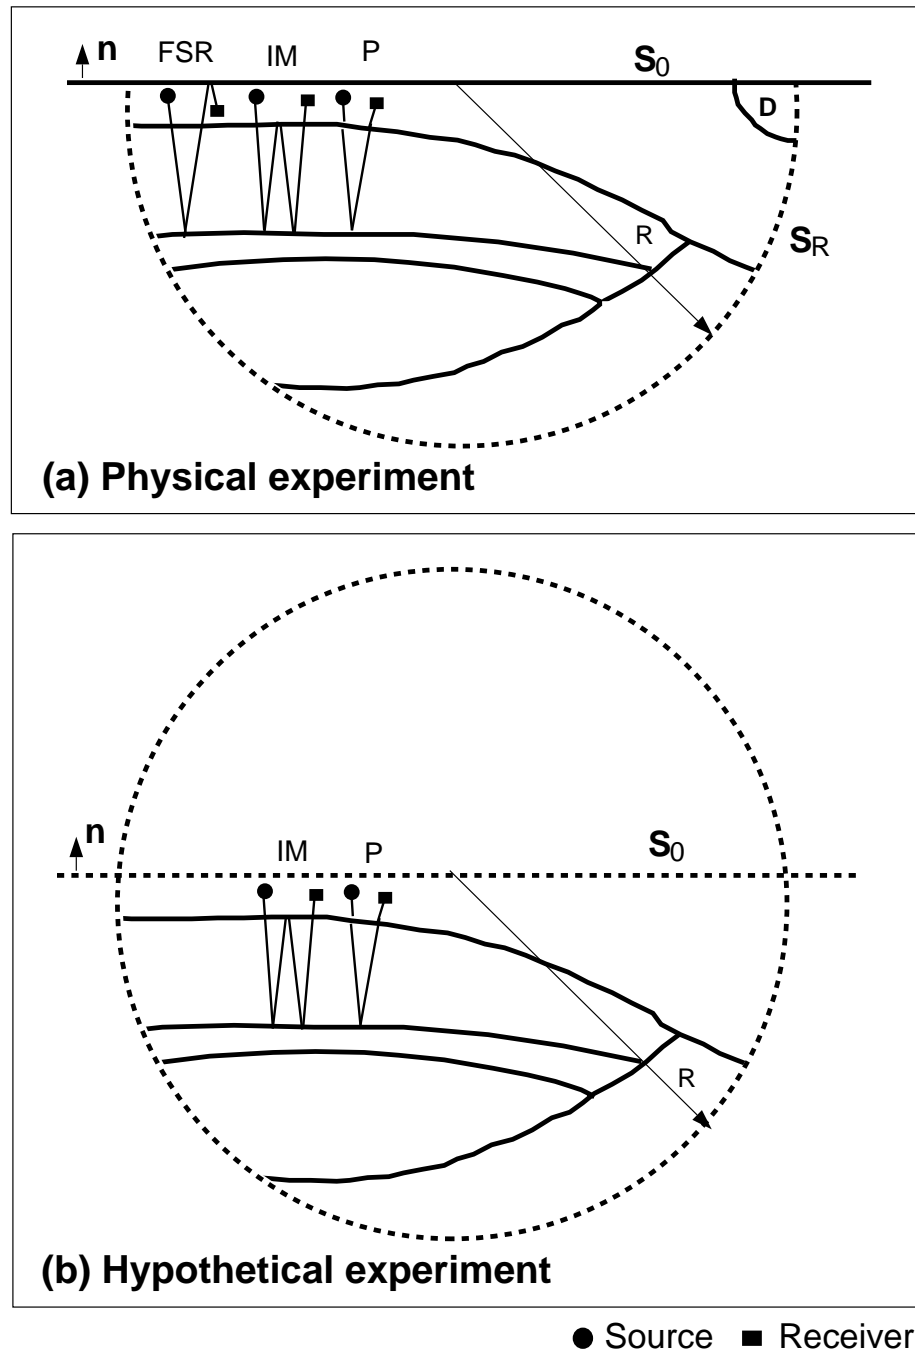 n FSR IM P S0
D
R SR
(a) Physical experiment
n IM P S0
R
(b) Hypothetical experiment
Source Receiver